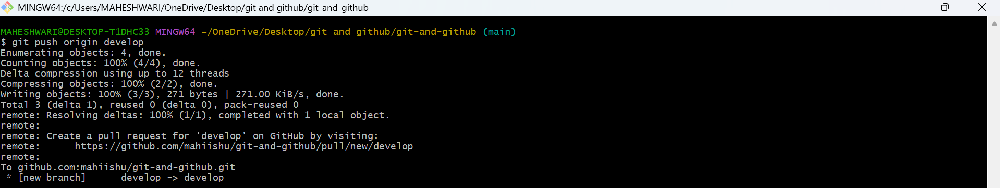 MINGW64:/c/Users/MAHESHWARI/OneDrive/Desktop/git and github/git-and-github
MAHESHWARI@DESKTOP-T1DHC33 MINGW64 ~/OneDrive/Desktop/git and github/git-and-github (main)
$ git push origin develop
Enumerating objects: 4, done.
Counting objects: 100% (4/4), done.
Delta compression using up to 12 threads
Compressing objects: 100% (2/2), done.
Writing objects: 100% (3/3), 271 bytes | 271.00 KiB/s, done.
Total 3 (delta 1), reused 0 (delta 0), pack-reused 0
remote: Resolving deltas: 100% (1/1), completed with 1 local object.
remote:
remote: Create a pull request for 'develop' on GitHub by visiting:
remote:      https://github.com/mahiishu/git-and-github/pull/new/develop
remote:
To github.com:mahiishu/git-and-github.git
 * [new branch]      develop -> develop